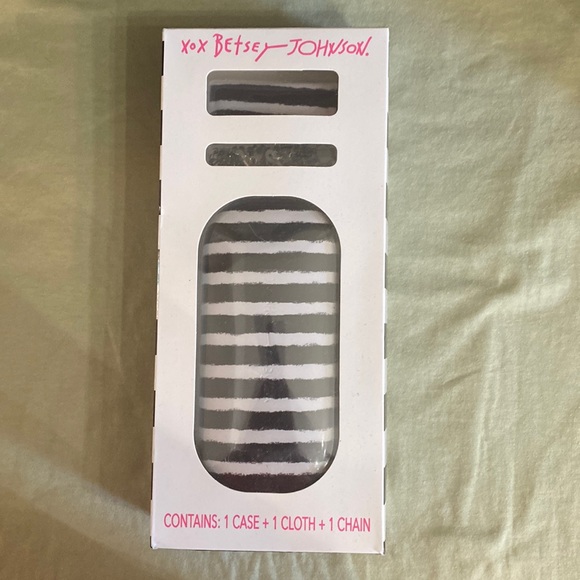 xox Betsey JOHNSON.
CONTAINS: 1 CASE + 1 CLOTH + 1 CHAIN